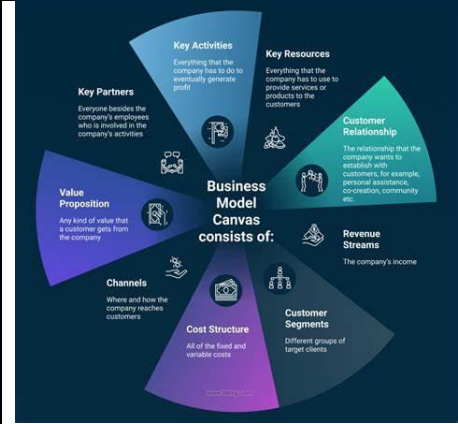 Key Activities
Everything that the
company has to do to
eventually generate
profit
Key Resources
Everything that the
company has to use to
provide services or
products to the
customers
Customer
Relationship
The relationship that the
company wants to
establish with
customers, for example,
personal assistance,
co-creation, community
etc.
Revenue
Streams
The company's income
Customer
Segments
Different groups of
target clients
Cost Structure
All of the fixed and
variable costs
Channels
Where and how the
company reaches
customers
Value
Proposition
Any kind of value that
a customer gets from
the company
Key Partners
Everyone besides the
company's employees
who is involved in the
company's activities
Business
Model
Canvas
consists of: